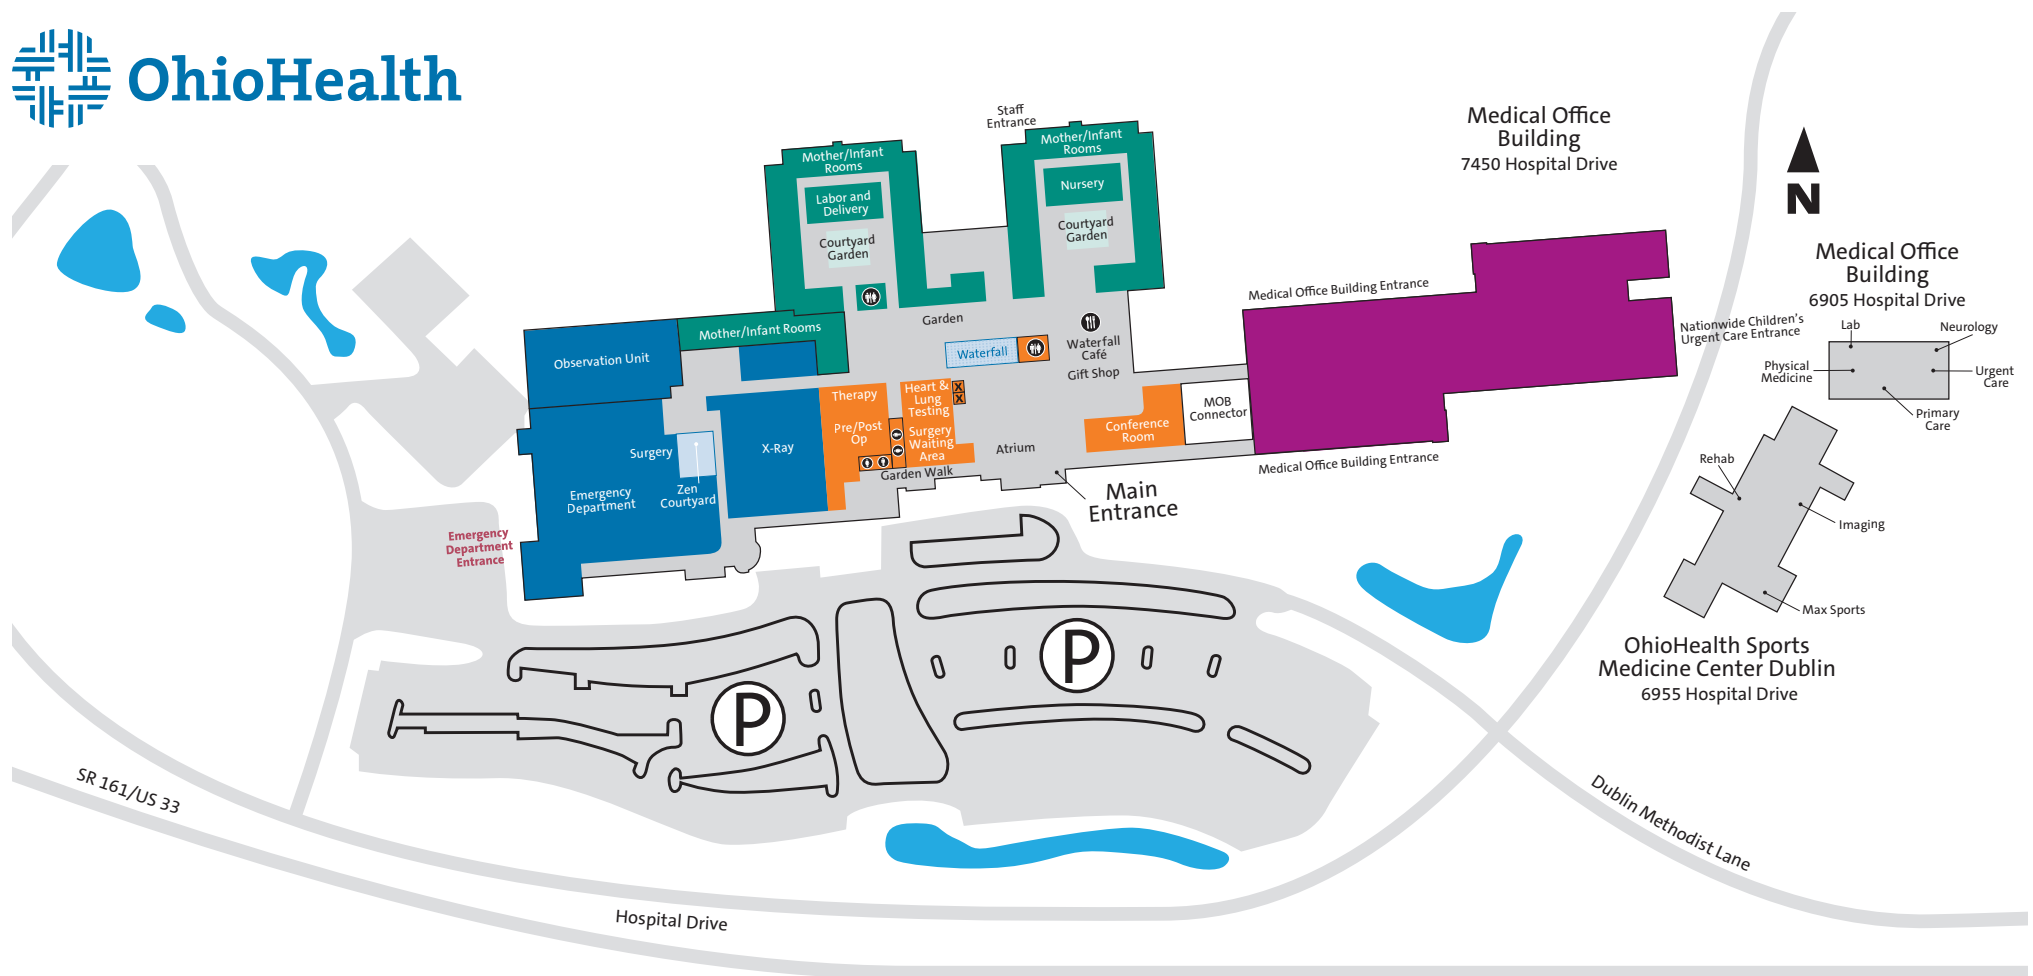 OhioHealth
Staff
Entrance
Mother/Infant
Rooms
Labor and
Delivery
Courtyard
Garden
Mother/Infant
Rooms
Nursery
Courtyard
Garden
Medical Office
Building
7450 Hospital Drive
N
Medical Office
Building
6905 Hospital Drive
Lab
Neurology
Physical
Medicine
Urgent
Care
Primary
Care
Medical Office Building Entrance
Nationwide Children's
Urgent Care Entrance
Garden
Mother/Infant Rooms
Observation Unit
Waterfall
Waterfall
Café
Gift Shop
Therapy
Heart &
Lung
Testing
X
X
MOB
Connector
Pre/Post
Op
Surgery
Waiting
Area
Conference
Room
Atrium
X-Ray
Surgery
Zen
Courtyard
Garden Walk
Medical Office Building Entrance
Main
Entrance
Emergency
Department
Emergency
Department
Entrance
Rehab
Imaging
Max Sports
OhioHealth Sports
Medicine Center Dublin
6955 Hospital Drive
P
P
SR 161/US 33
Hospital Drive
Dublin Methodist Lane